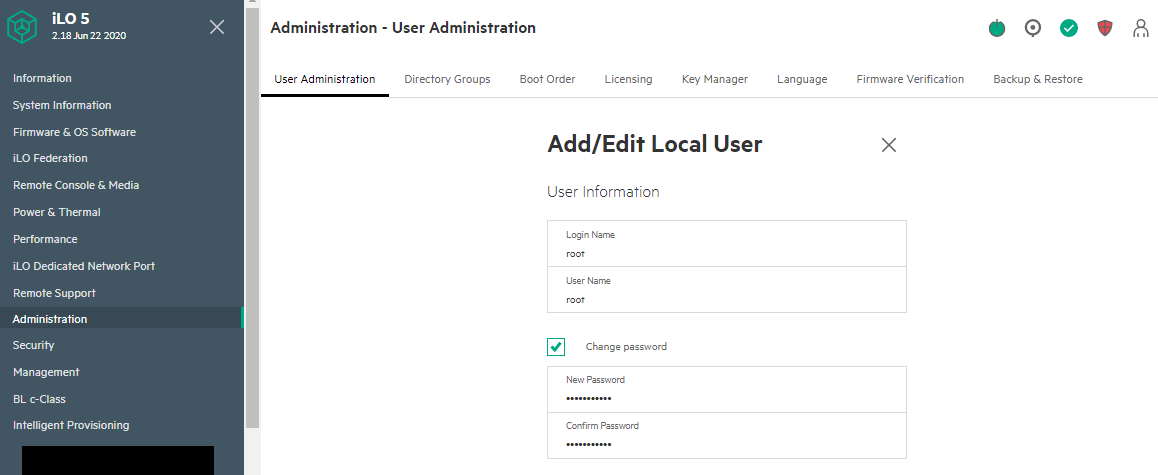 iLO 5
2.18 Jun 22 2020
Information
System Information
Firmware & OS Software
iLO Federation
Remote Console & Media
Power & Thermal
Performance
iLO Dedicated Network Port
Remote Support
Administration
Security
Management
BL c-Class
Intelligent Provisioning
Administration - User Administration
User Administration Directory Groups Boot Order Licensing Key Manager Language Firmware Verification Backup & Restore
Add/Edit Local User
User Information
Login Name
root
User Name
root
Change password
New Password
•••••••••••
Confirm Password
•••••••••••